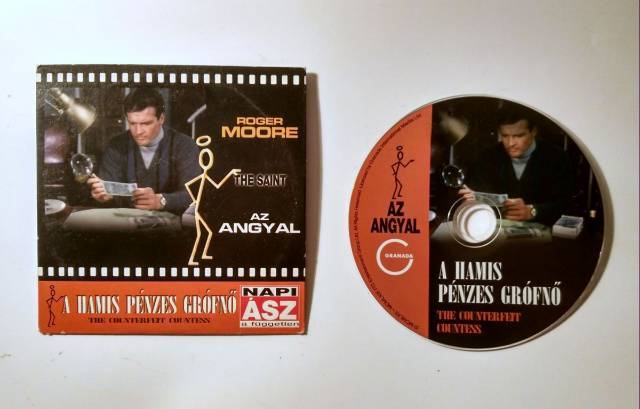 ROGER
MOORE
THE SAINT
AZ
ANGYAL
A HAMIS PÉNZES GRÓFNŐ
THE COUNTERFEIT COUNTESS
NAPI
ÁSZ
a független
AZ
ANGYAL
GRANADA
A HAMIS
PÉNZES GRÓFNŐ
THE COUNTERFEIT
COUNTESS